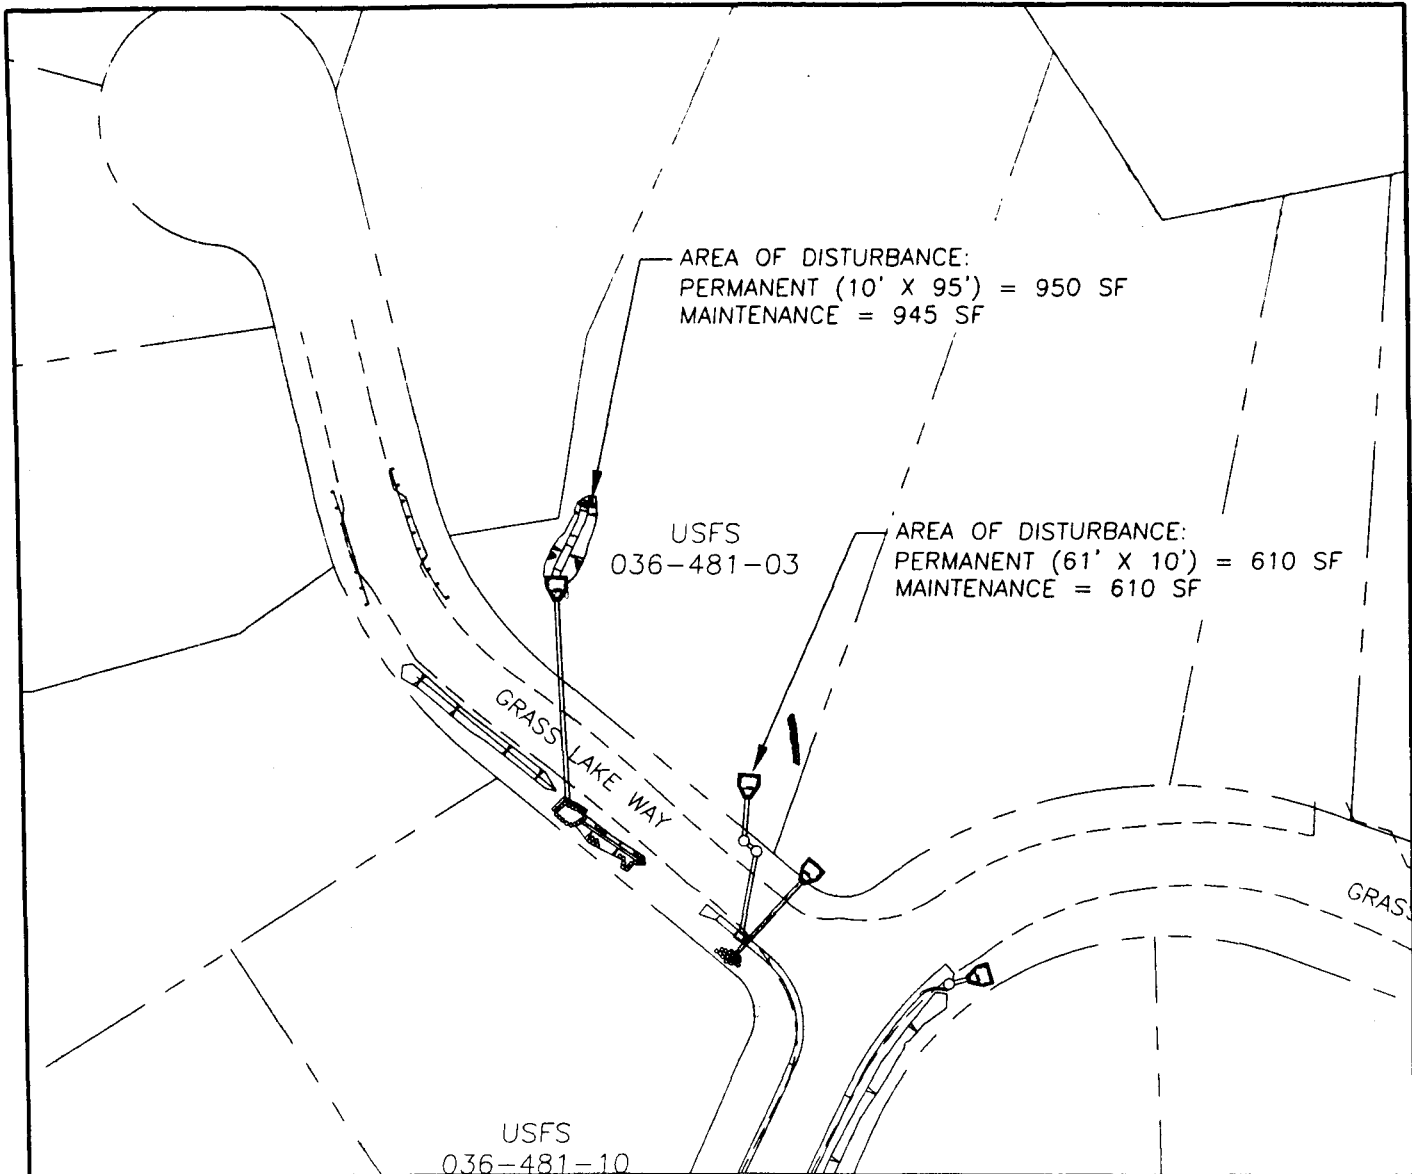 AREA OF DISTURBANCE:
PERMANENT (10' X 95') = 950 SF
MAINTENANCE = 945 SF
USFS
036-481-03
AREA OF DISTURBANCE:
PERMANENT (61' X 10') = 610 SF
MAINTENANCE = 610 SF
GRASS LAKE WAY
GRASS
USFS
036-481-10